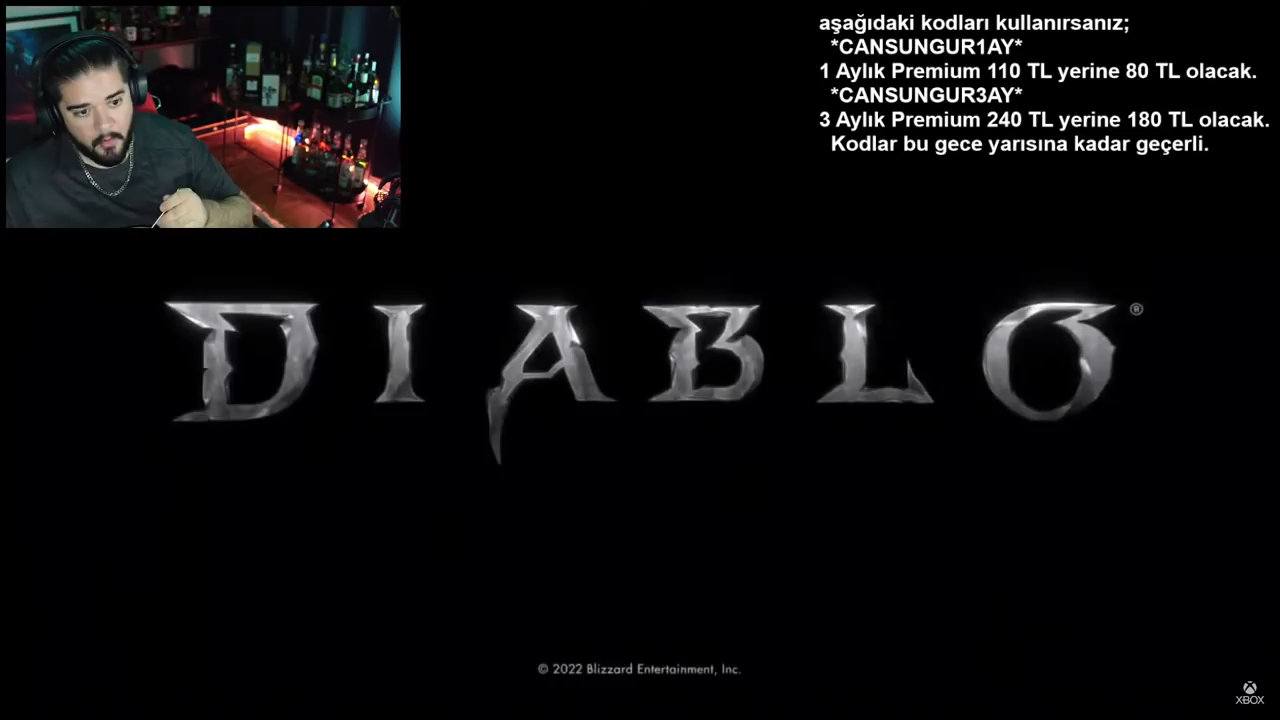 aşağıdaki kodları kullanırsanız;
*CANSUNGUR1AY*
1 Aylık Premium 110 TL yerine 80 TL olacak.
*CANSUNGUR3AY*
3 Aylık Premium 240 TL yerine 180 TL olacak.
Kodlar bu gece yarısına kadar geçerli.
DIABLO®
© 2022 Blizzard Entertainment, Inc.
XBOX